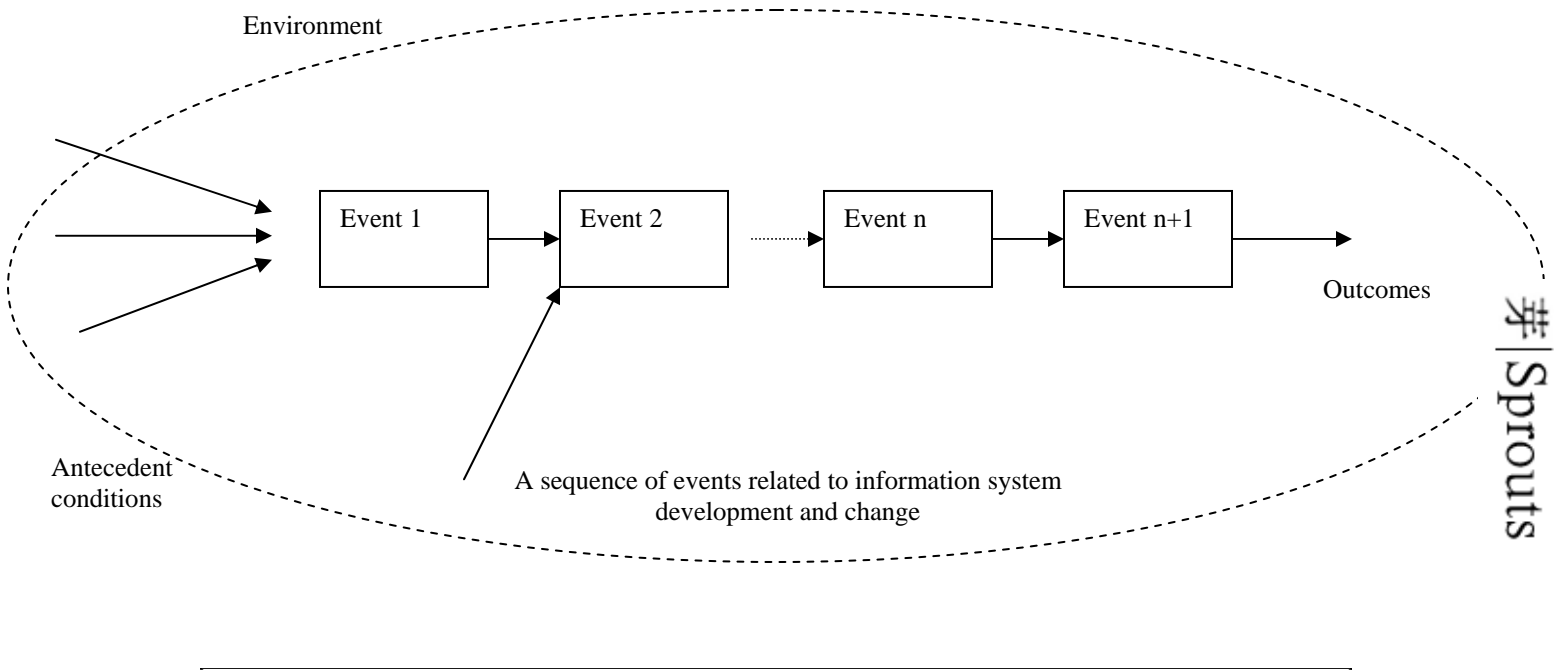 Environment
Event 1
Event 2
Event n
Event n+1
Outcomes
Antecedent
conditions
A sequence of events related to information system
development and change
芽|Sprouts